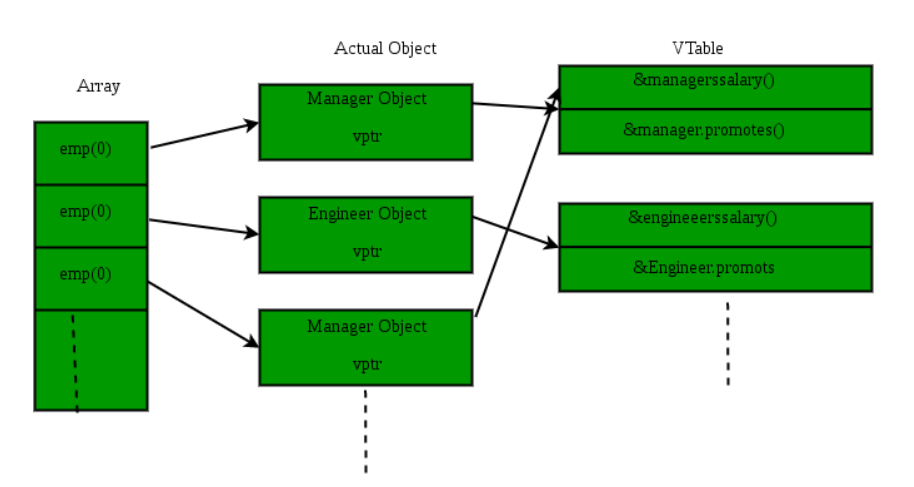 Array
emp(0)
emp(0)
emp(0)
Actual Object
Manager Object
vptr
Engineer Object
vptr
Manager Object
vptr
VTable
&managerssalary()
&manager.promotes()
&engineeerssalary()
&Engineer.promots